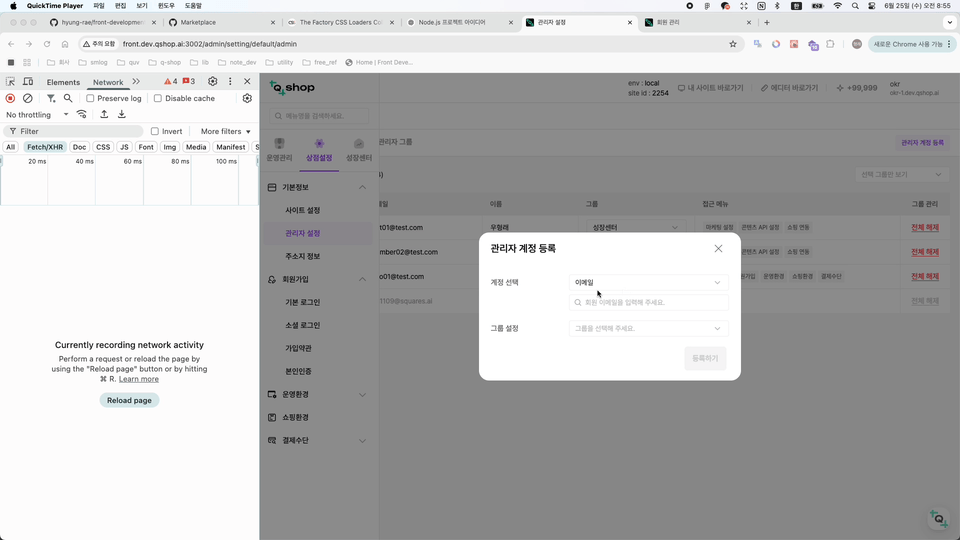 QuickTime Player 파일 편집 보기 윈도우 도움말 한 6월 25일 (수) 오 8:55
hyung-rae/front-developmen
Marketplace
The Factory CSS Loaders Co
Node.js 프로젝트 아이디어
관리자 설정
회원 관리
주의 요함 front.dev.qshop.ai:3002/admin/setting/default/admin
새로운 Chrome 사용 가능
회사 smlog quv q-shop lib note_dev utility free_ref Home | Front Deve...
Elements Network 4 3
Preserve log Disable cache
No throttling
Filter Invert More filters
All Fetch/XHR Doc CSS JS Font Img Media Manifest S
20 ms 40 ms 60 ms 80 ms 100 ms
Currently recording network activity
Perform a request or reload the page by
using the "Reload page" button or by hitting
⌘ R. Learn more
Reload page
Q.shop
env : local
site id : 2254
내 사이트 바로가기 에디터 바로가기 +99,999
okr
okr-1.dev.qshop.ai
메뉴명을 검색하세요.
운영관리 상점설정 성장센터
기본정보
사이트 설정
관리자 설정
주소지 정보
회원가입
기본 로그인
소셜 로그인
가입약관
본인인증
운영환경
쇼핑환경
결제수단
관리자 그룹
관리자 계정 등록
선택 그룹만 보기
이름 그룹 접근 메뉴 그룹 관리
t01@test.com 우형래 성장센터 마케팅 설정 콘텐츠 API 설정 쇼핑 연동 전체 해제
mber02@test.com 콘텐츠 API 설정 쇼핑 연동 전체 해제
o01@test.com 운영환경 쇼핑환경 결제수단 전체 해제
1109@squares.ai 전체 해제
관리자 계정 등록
계정 선택 이메일
회원 이메일을 입력해 주세요.
그룹 설정 그룹을 선택해 주세요.
등록하기